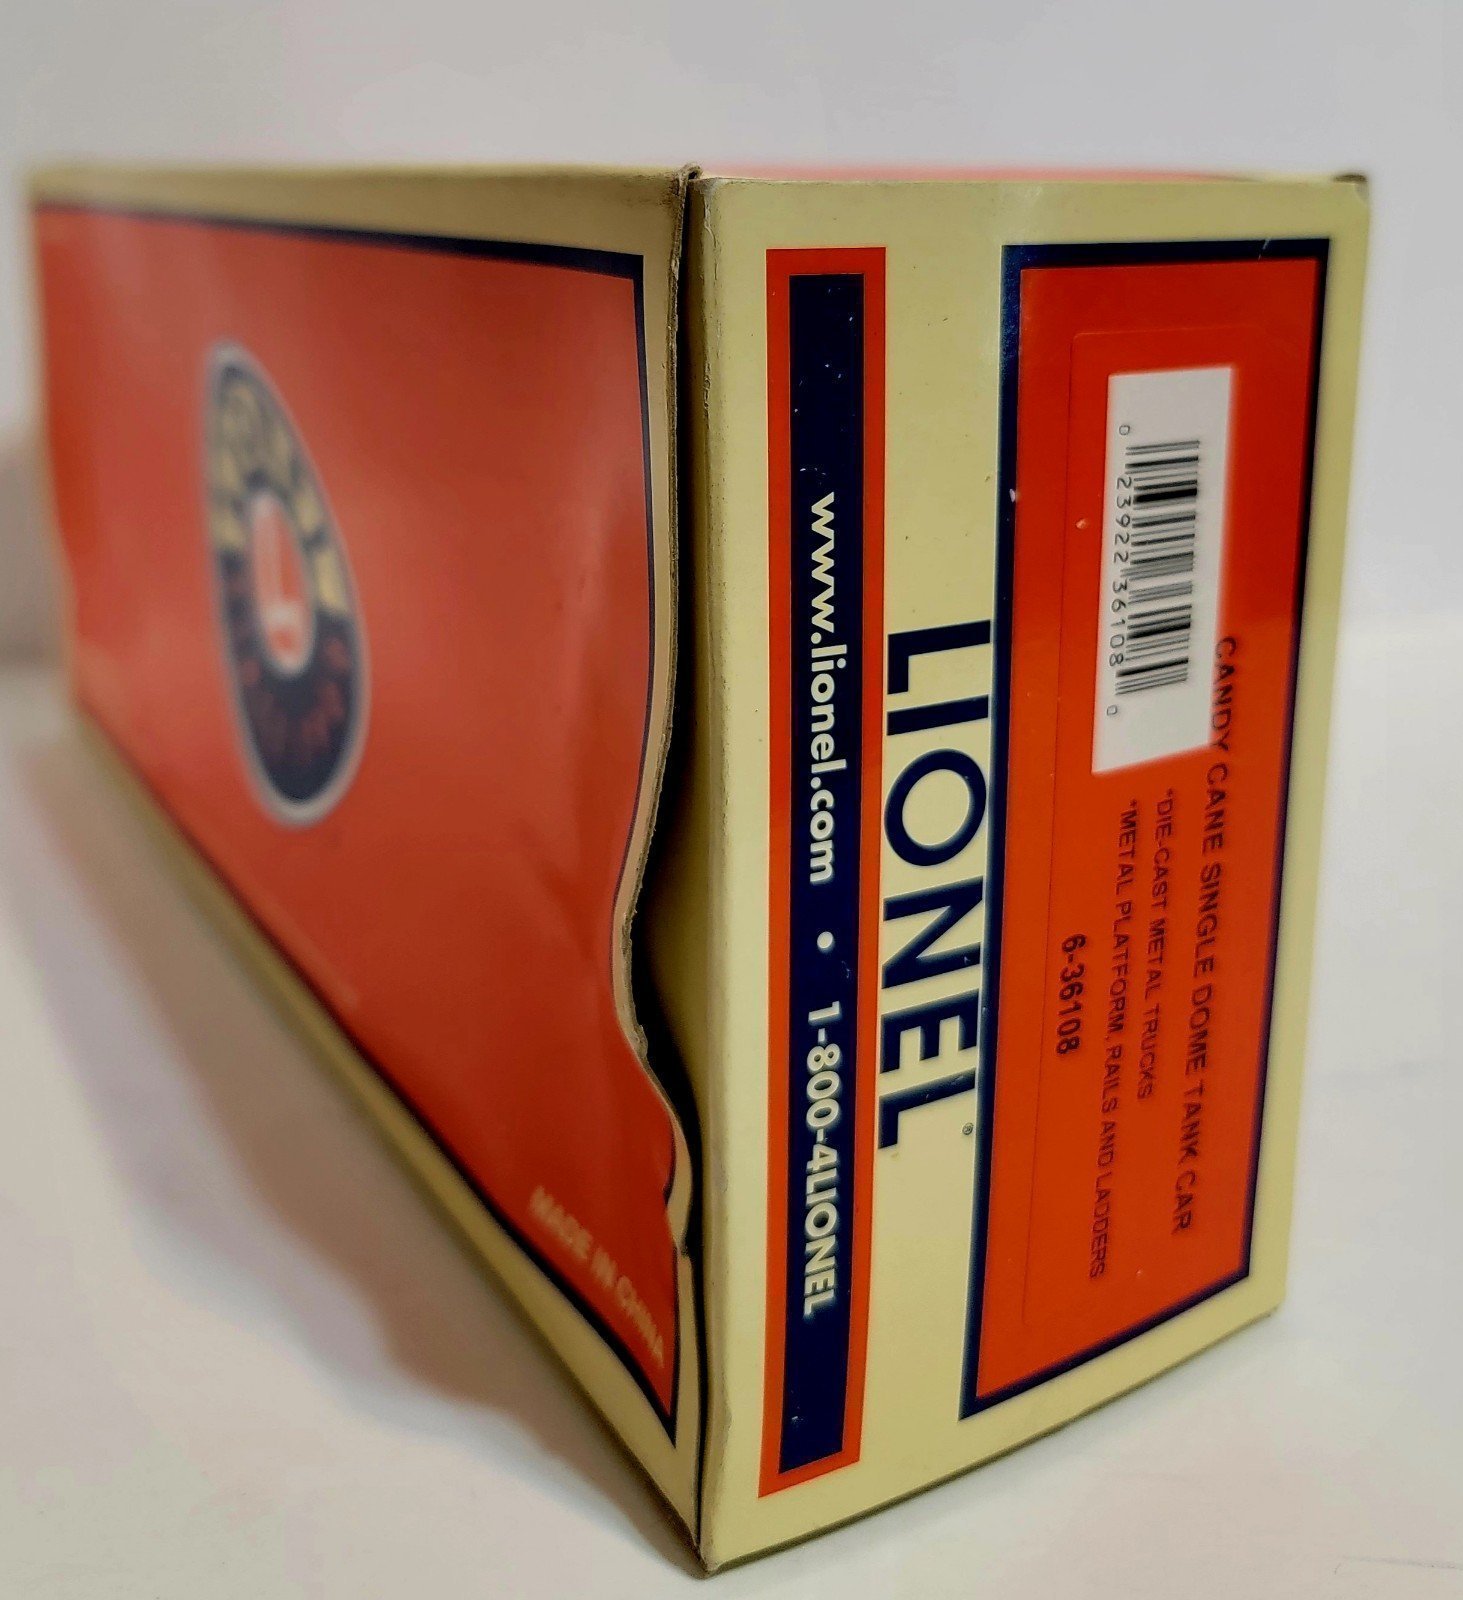 0 23922 36108 0
CANDY CANE SINGLE DOME TANK CAR
*DIE-CAST METAL TRUCKS
*METAL PLATFORM, RAILS AND LADDERS
6-36108
LIONEL®
www.lionel.com • 1-800-4LIONEL
L
MADE IN CHINA